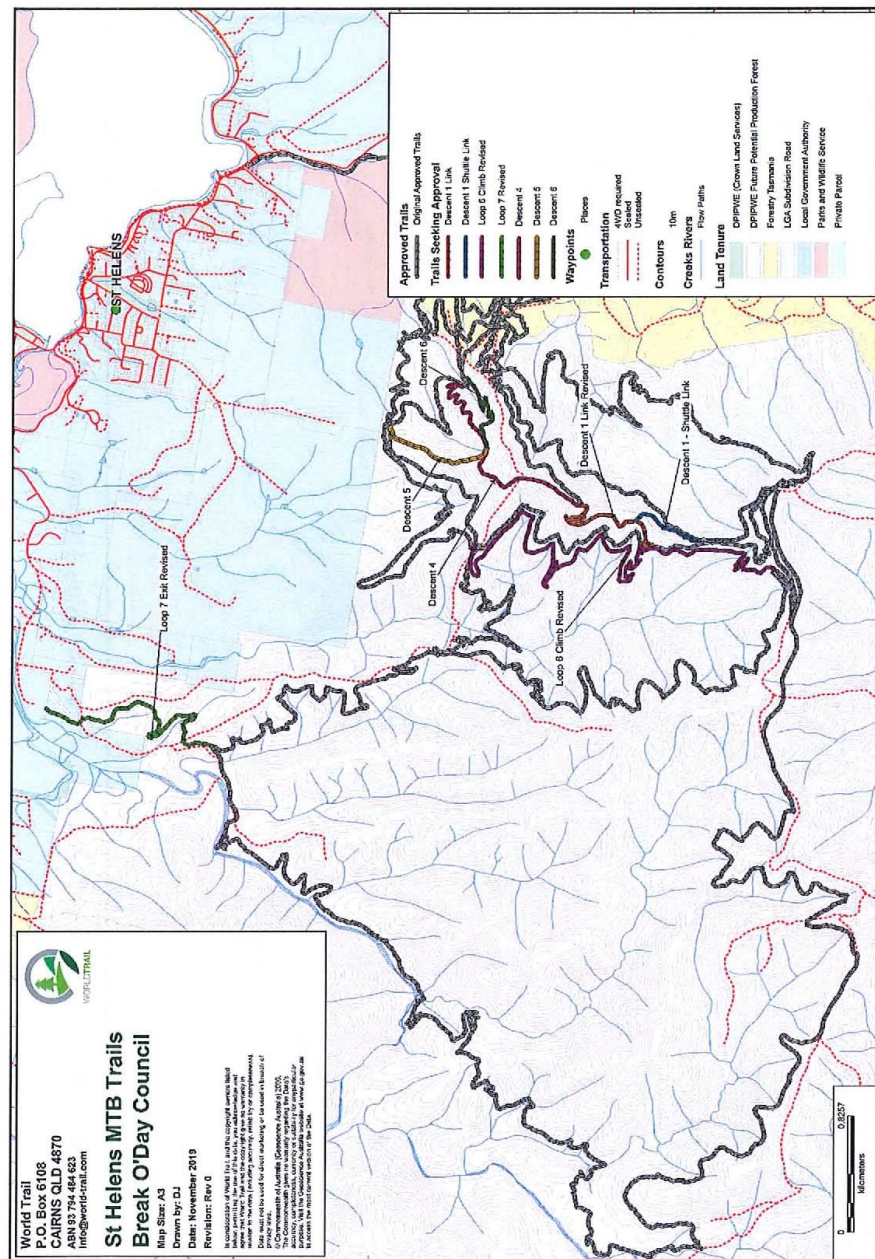 World Trail
P.O. Box 6108
CAIRNS QLD 4870
ABN 93 794 484 623
info@world-trail.com
WORLDTRAIL
St Helens MTB Trails
Break O'Day Council
Map Size: A3
Drawn by: DJ
Date: November 2019
Revision: Rev 0
0
0.8257
kilometers
Loop 7 Exit Revised
ST HELENS
Descent 5
Descent 4
Descent 6
Loop 6 Climb Revised
Descent 1 Link Revised
Descent 1 - Shuttle Link
Approved Trails
Original Approved Trails
Trails Seeking Approval
Descent 1 Link
Descent 1 Shuttle Link
Loop 6 Climb Revised
Loop 7 Revised
Descent 4
Descent 5
Descent 6
Waypoints
Places
Transportation
4WD required
Sealed
Unsealed
Contours
10m
Creeks Rivers
Flow Paths
Land Tenure
DPIPWE (Crown Land Services)
DPIPWE Future Potential Production Forest
Forestry Tasmania
LGA Subdivision Road
Local Government Authority
Parks and Wildlife Service
Private Parcel